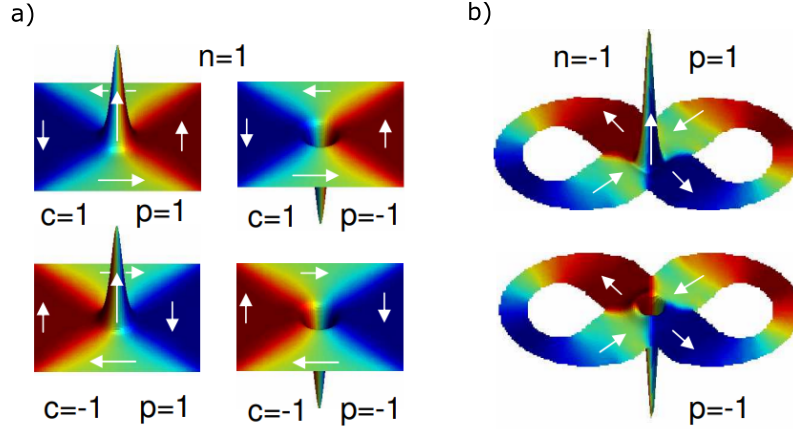 a)
n=1
c=1 p=1
c=1 p=-1
c=-1 p=1
c=-1 p=-1
b)
n=-1 p=1
p=-1